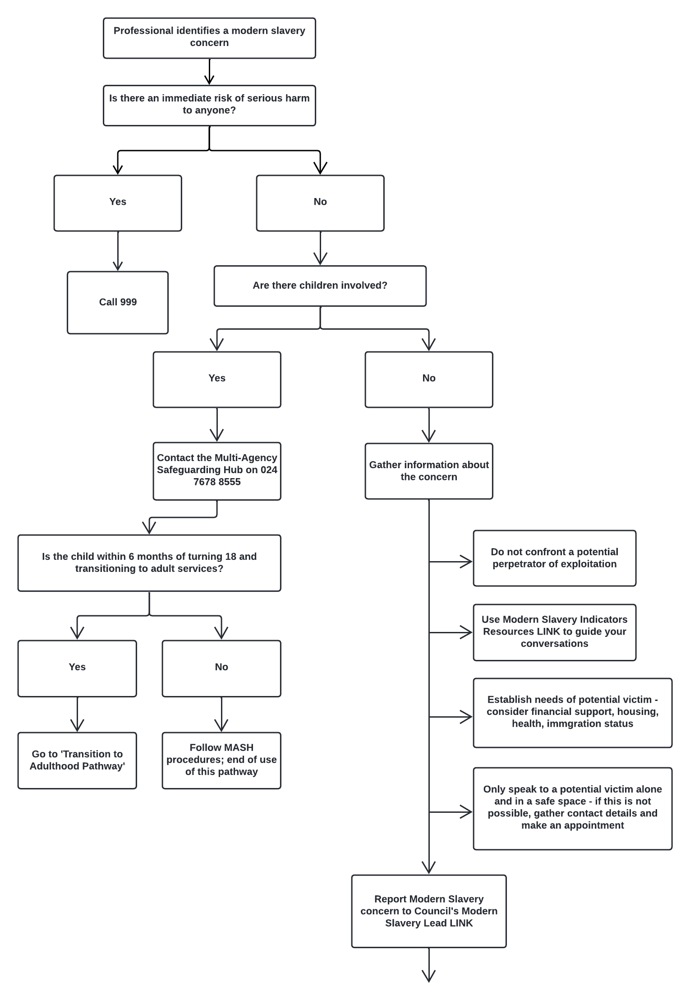 Professional identifies a modern slavery
concern
Is there an immediate risk of serious harm
to anyone?
Yes
No
Call 999
Are there children involved?
Yes
No
Contact the Multi-Agency
Safeguarding Hub on 024
7678 8555
Gather information about
the concern
Is the child within 6 months of turning 18 and
transitioning to adult services?
Yes
No
Go to 'Transition to
Adulthood Pathway'
Follow MASH
procedures; end of use
of this pathway
Do not confront a potential
perpetrator of exploitation
Use Modern Slavery Indicators
Resources LINK to guide your
conversations
Establish needs of potential victim -
consider financial support, housing,
health, immgration status
Only speak to a potential victim alone
and in a safe space - if this is not
possible, gather contact details and
make an appointment
Report Modern Slavery
concern to Council's Modern
Slavery Lead LINK